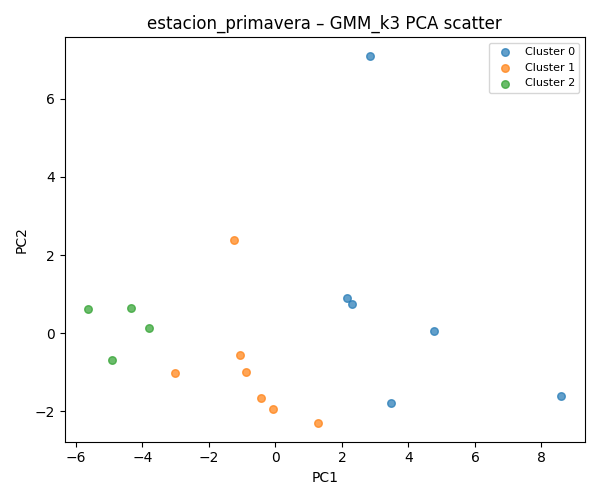 estacion_primavera – GMM_k3 PCA scatter
Cluster 0
Cluster 1
Cluster 2
PC2
6
4
2
0
−2
−6
−4
−2
0
2
4
6
8
PC1